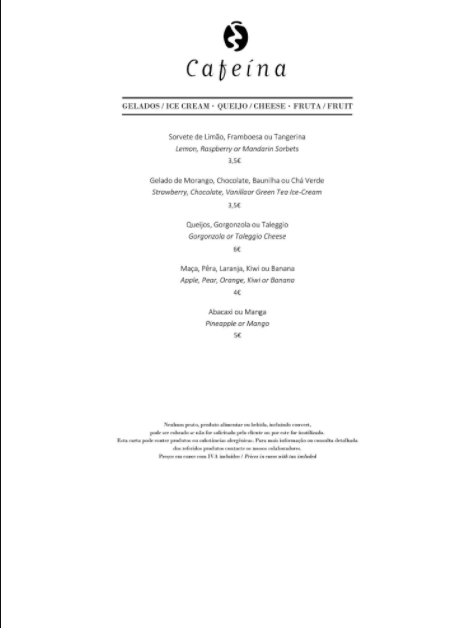 Cafeína
GELADOS / ICE CREAM · QUEIJO / CHEESE · FRUTA / FRUIT
Sorvete de Limão, Framboesa ou Tangerina
Lemon, Raspberry or Mandarin Sorbets
3,5€
Gelado de Morango, Chocolate, Baunilha ou Chá Verde
Strawberry, Chocolate, Vanillaor Green Tea Ice-Cream
3,5€
Queijos, Gorgonzola ou Taleggio
Gorgonzola or Taleggio Cheese
6€
Maça, Pêra, Laranja, Kiwi ou Banana
Apple, Pear, Orange, Kiwi or Banana
4€
Abacaxi ou Manga
Pineapple or Mango
5€
Nenhum prato, produto alimentar ou bebida, incluindo couvert,
pode ser cobrado se não for solicitado pelo cliente ou por este for inutilizado.
Esta carta pode conter produtos ou substâncias alergénicas. Para mais informação ou consulta detalhada
dos referidos produtos contacte os nossos colaboradores.
Preços em euros com IVA incluídos / Prices in euros with tax included